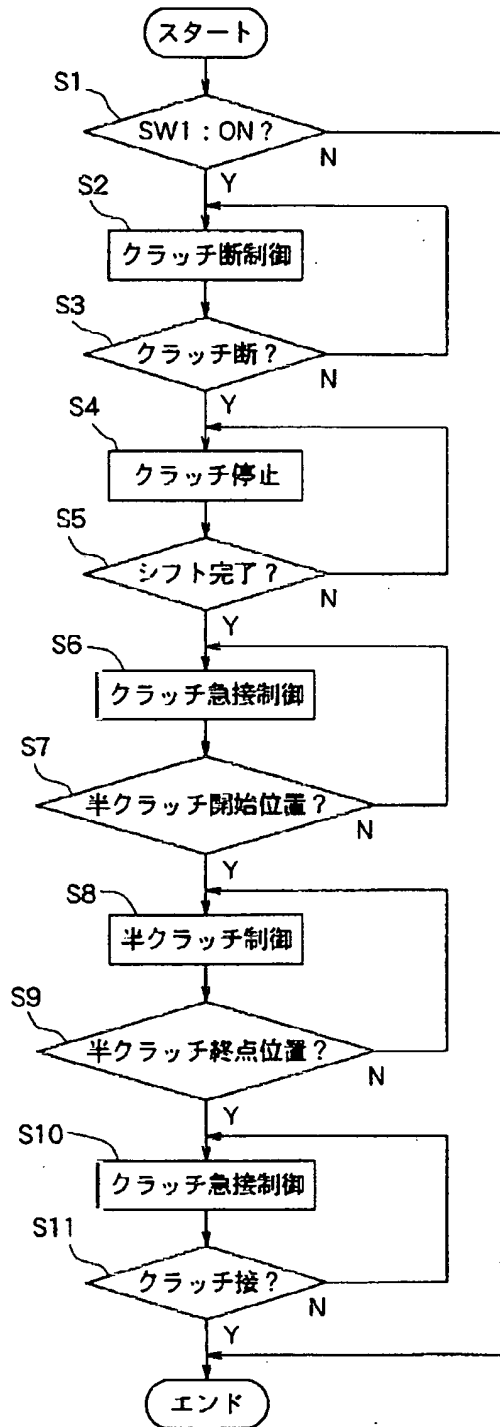 スタート
S1
SW1:ON?
N
Y
S2
クラッチ断制御
S3
クラッチ断?
N
Y
S4
クラッチ停止
S5
シフト完了?
N
Y
S6
クラッチ急接制御
S7
半クラッチ開始位置?
N
Y
S8
半クラッチ制御
S9
半クラッチ終点位置?
N
Y
S10
クラッチ急接制御
S11
クラッチ接?
N
Y
エンド